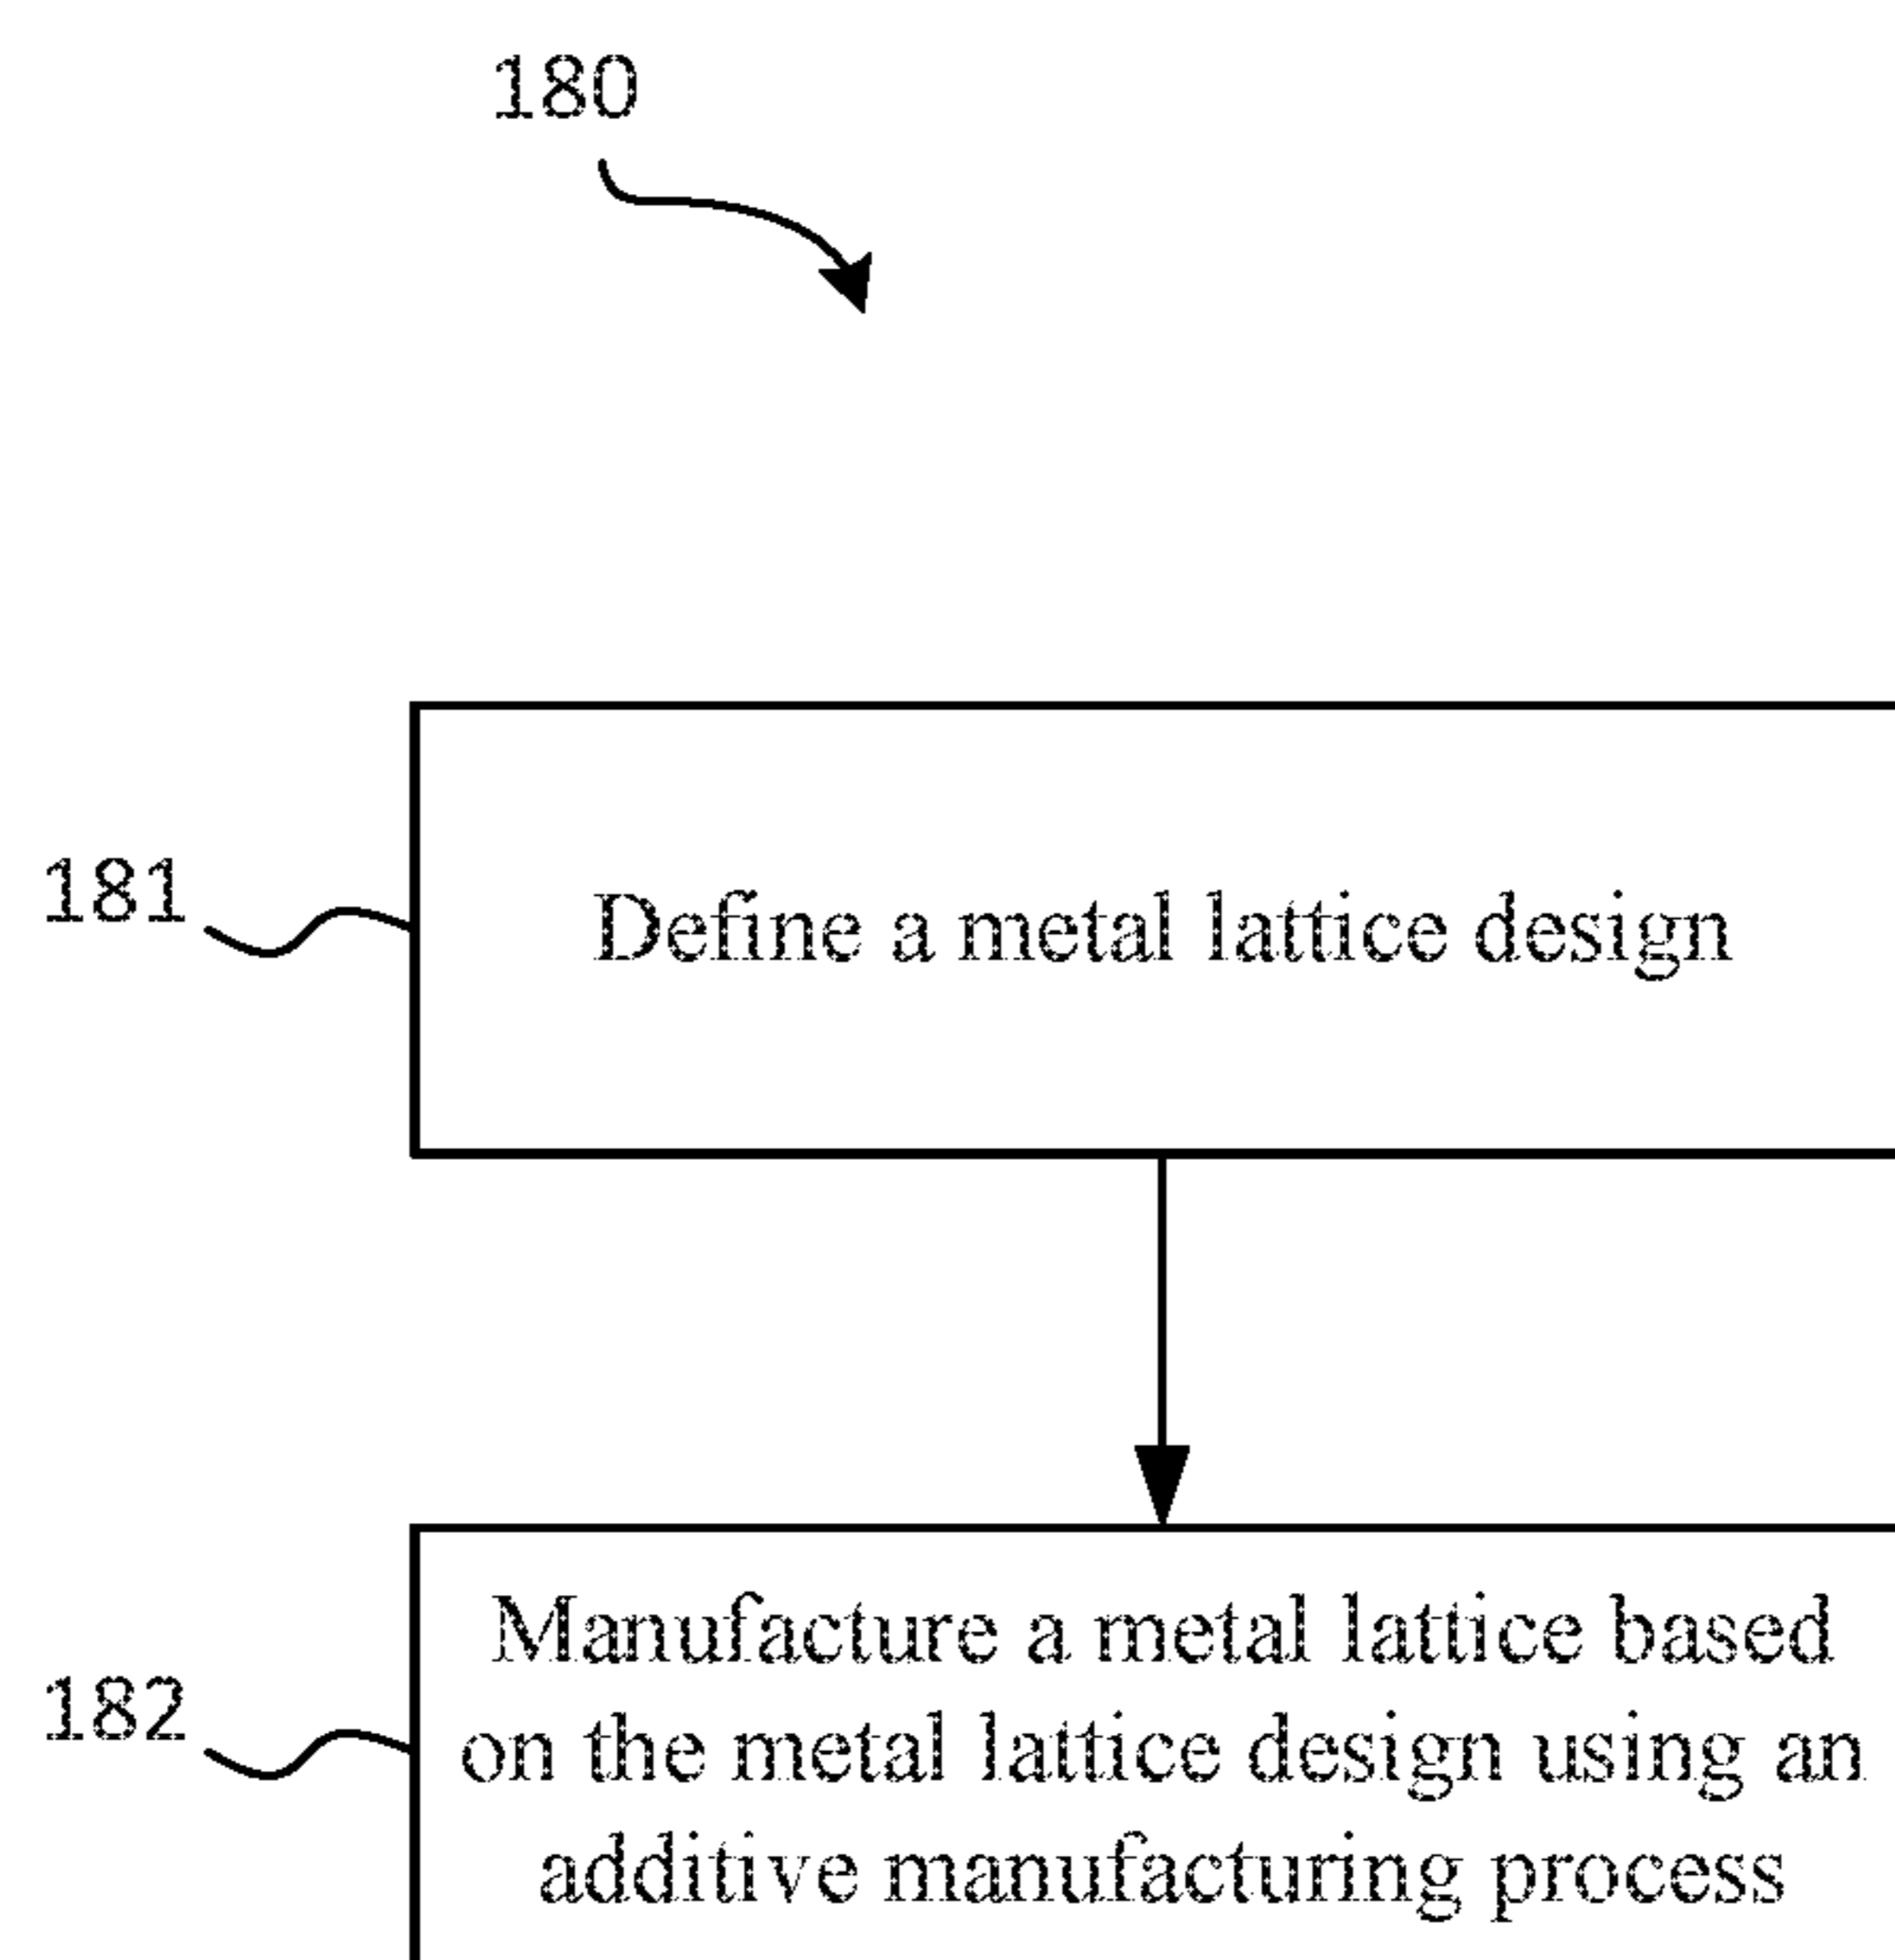 180
181
Define a metal lattice design
182
Manufacture a metal lattice based
on the metal lattice design using an
additive manufacturing process